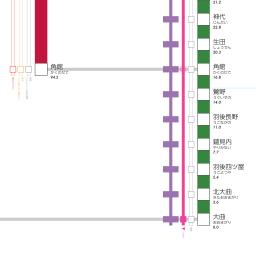 21.2
神代
じんだい
22.8
生田
しょうでん
20.3
角館
かくのだて
94.3
角館
かくのだて
16.8
鶯野
うぐいすの
14.0
羽後長野
うごながの
11.0
鑓見内
やりみない
7.7
羽後四ツ屋
うごよつや
5.4
北大曲
きたおおまがり
3.6
大曲
おおまがり
0.0